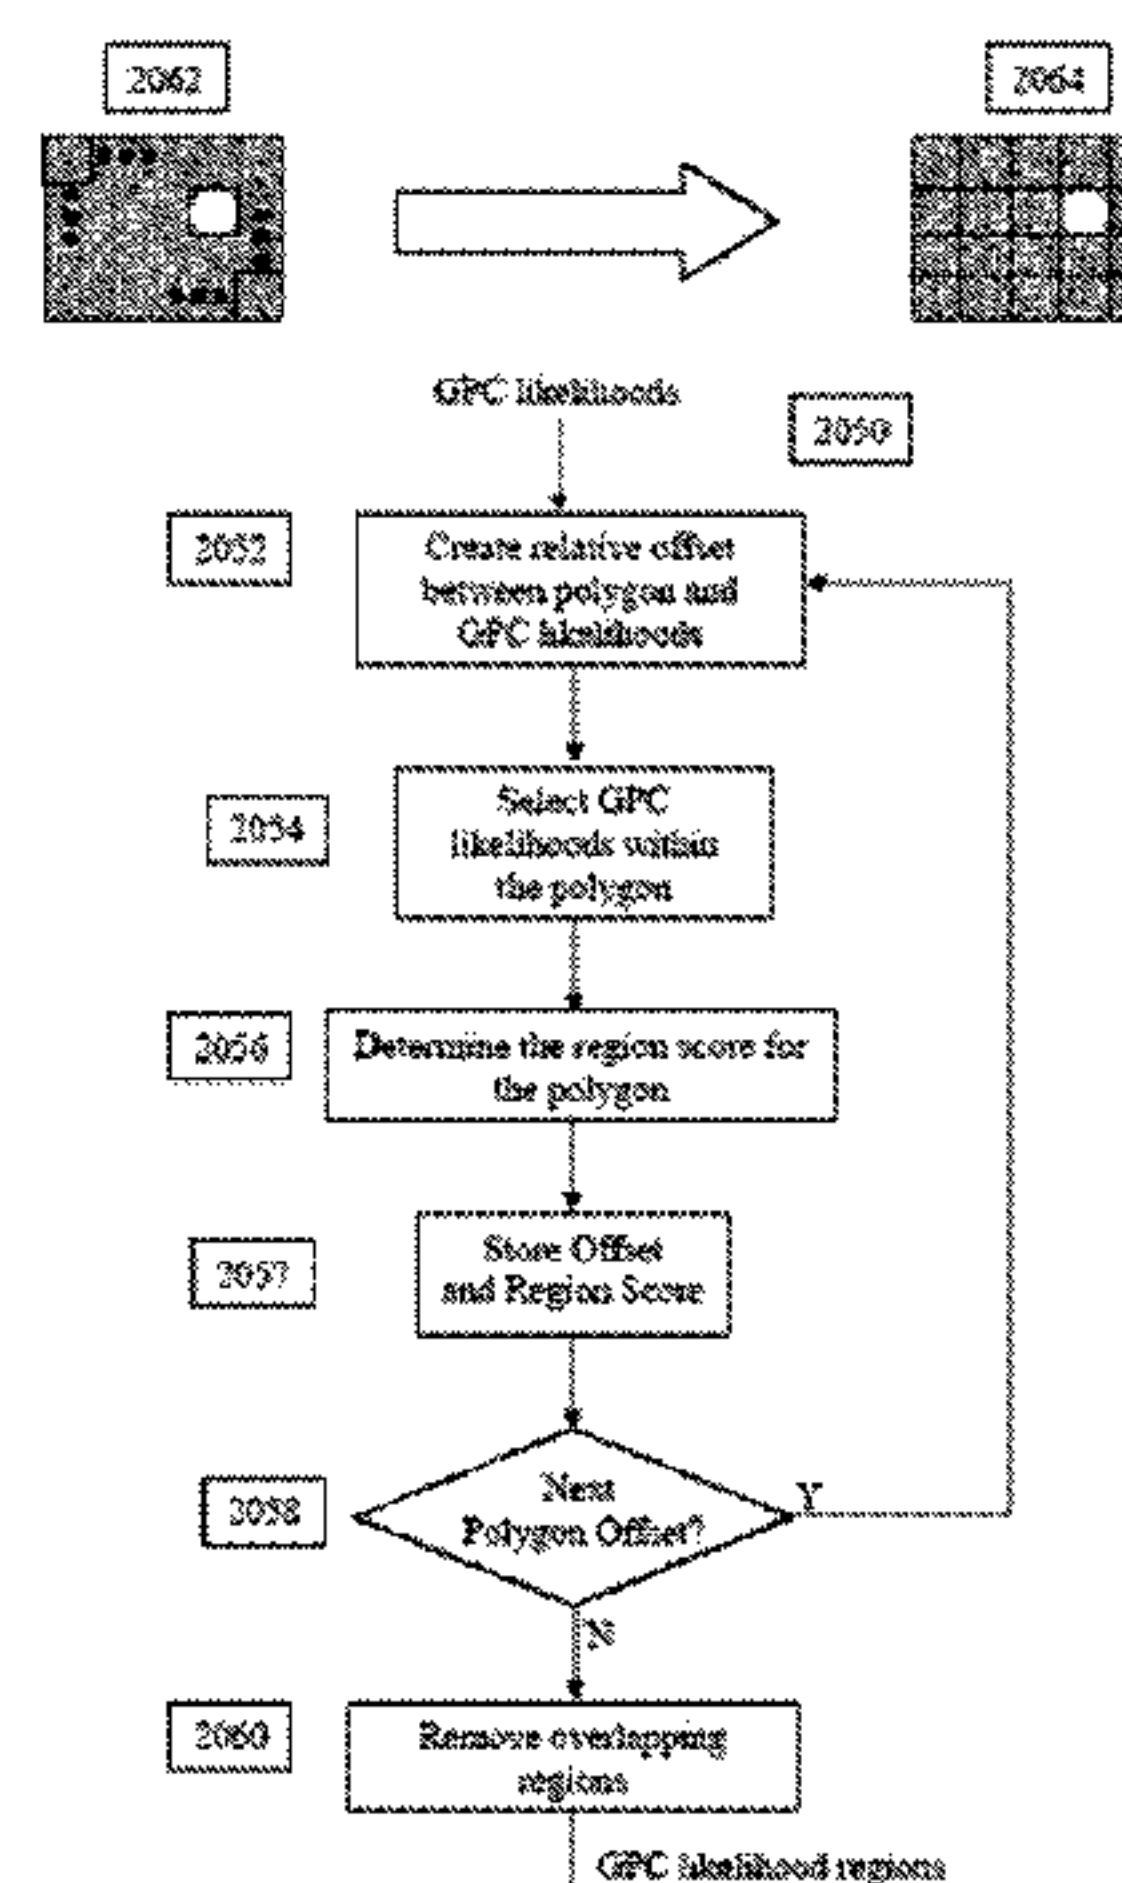 2062
2064
GPC likelihoods
2050
2052
Create relative offset
between polygon and
GPC likelihoods
2054
Select GPC
likelihoods within
the polygon
2056
Determine the region score for
the polygon
2057
Store Offset
and Region Score
2058
Next
Polygon Offset?
Y
N
2060
Remove overlapping
regions
GPC likelihood regions